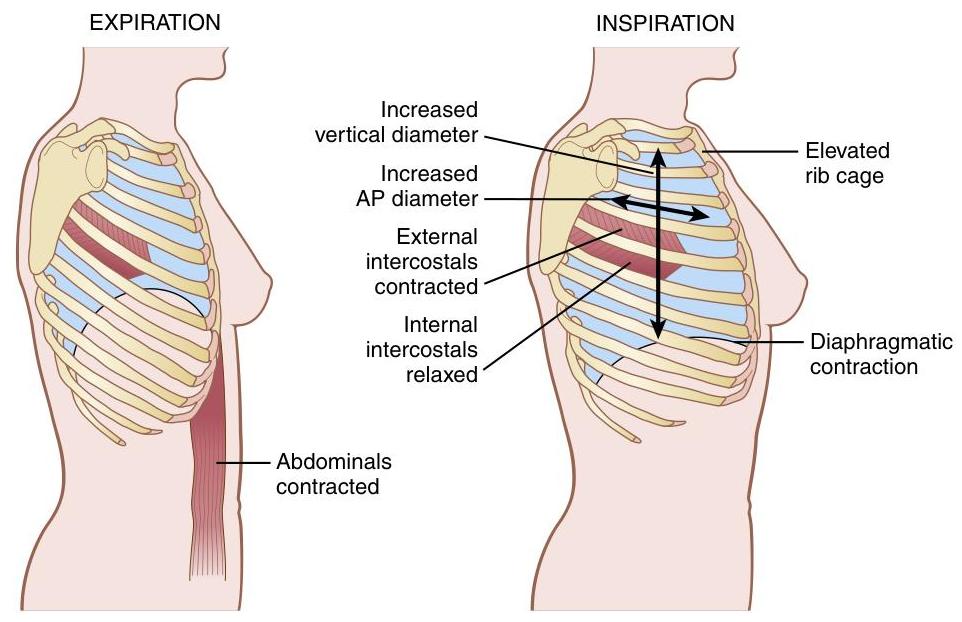 EXPIRATION
INSPIRATION
Increased
vertical diameter
Increased
AP diameter
External
intercostals
contracted
Internal
intercostals
relaxed
Elevated
rib cage
Diaphragmatic
contraction
Abdominals
contracted